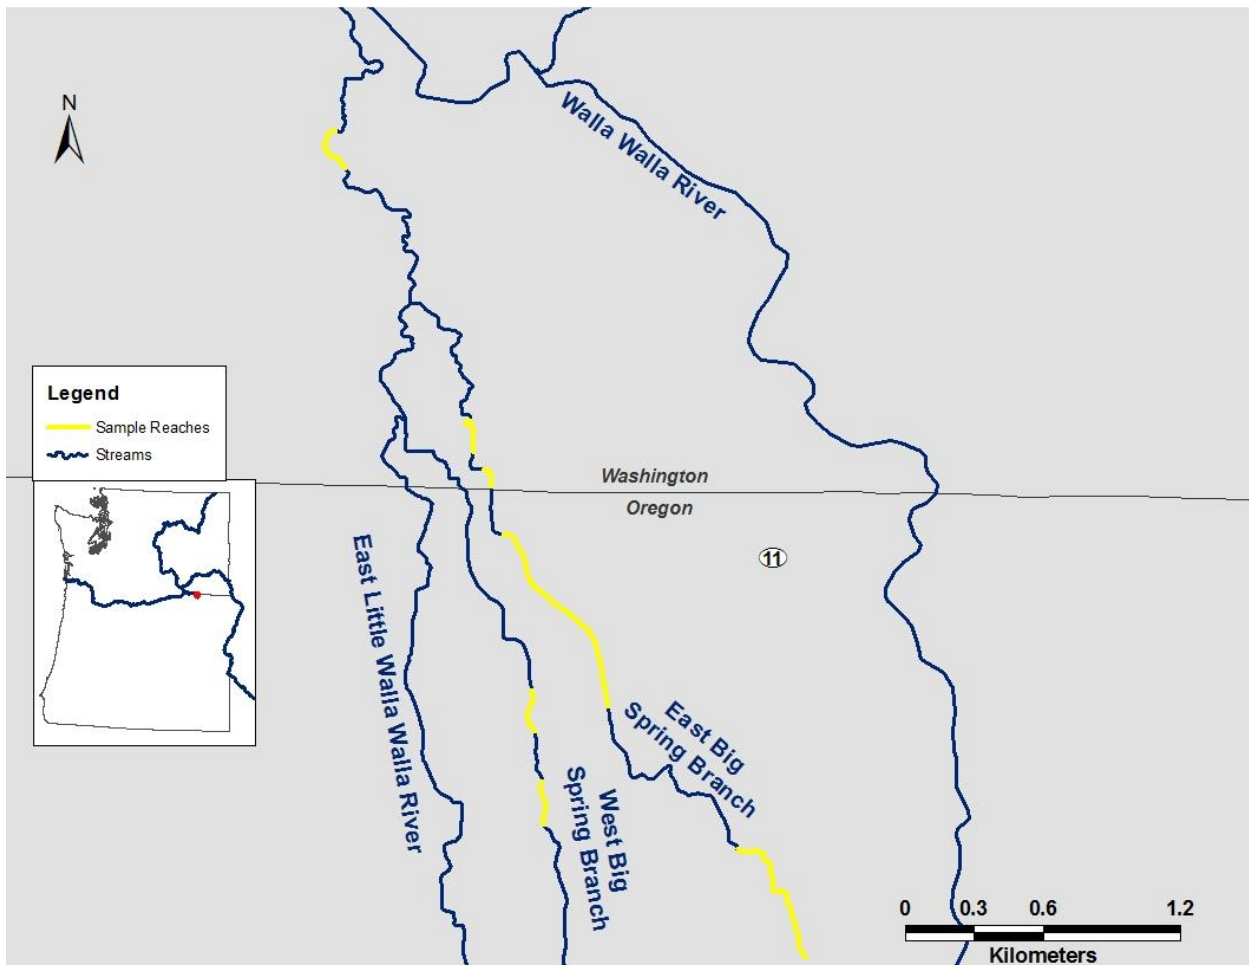 N
Walla Walla River
Legend
Sample Reaches
Streams
Washington
Oregon
11
East Little Walla Walla River
West Big
Spring Branch
East Big
Spring Branch
0 0.3 0.6 1.2
Kilometers